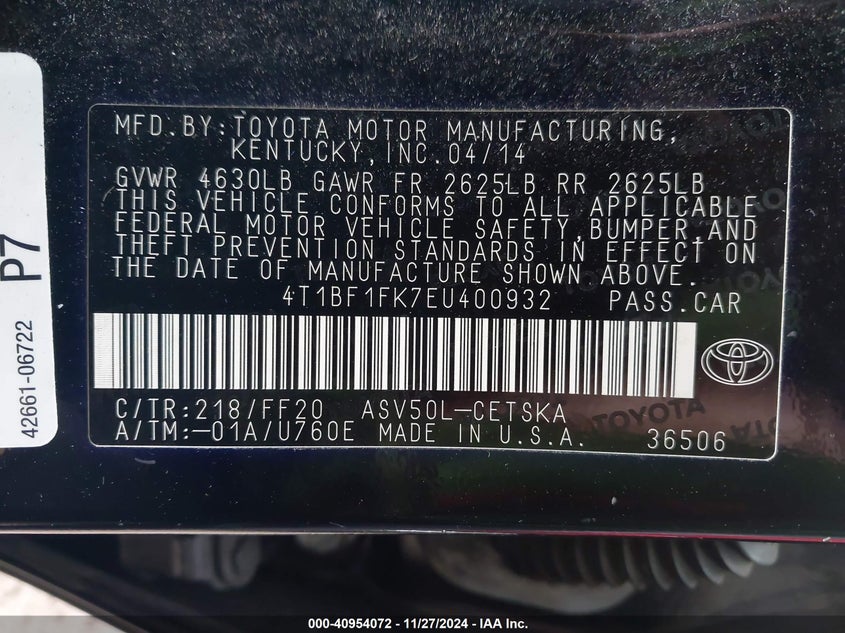 MFD.BY:TOYOTA MOTOR MANUFACTURING,
KENTUCKY,INC.04/14
GVWR 4630LB GAWR FR 2625LB RR 2625LB
THIS VEHICLE CONFORMS TO ALL APPLICABLE
FEDERAL MOTOR VEHICLE SAFETY,BUMPER,AND
THEFT PREVENTION STANDARDS IN EFFECT ON
THE DATE OF MANUFACTURE SHOWN ABOVE.
4T1BF1FK7EU400932 PASS.CAR
C/TR:218/FF20 ASV50L-CETSKA
A/TM:-01A/U760E MADE IN U.S.A. 36506
P7
42661-06722
TOYOTA
000-40954072 - 11/27/2024 - IAA Inc.